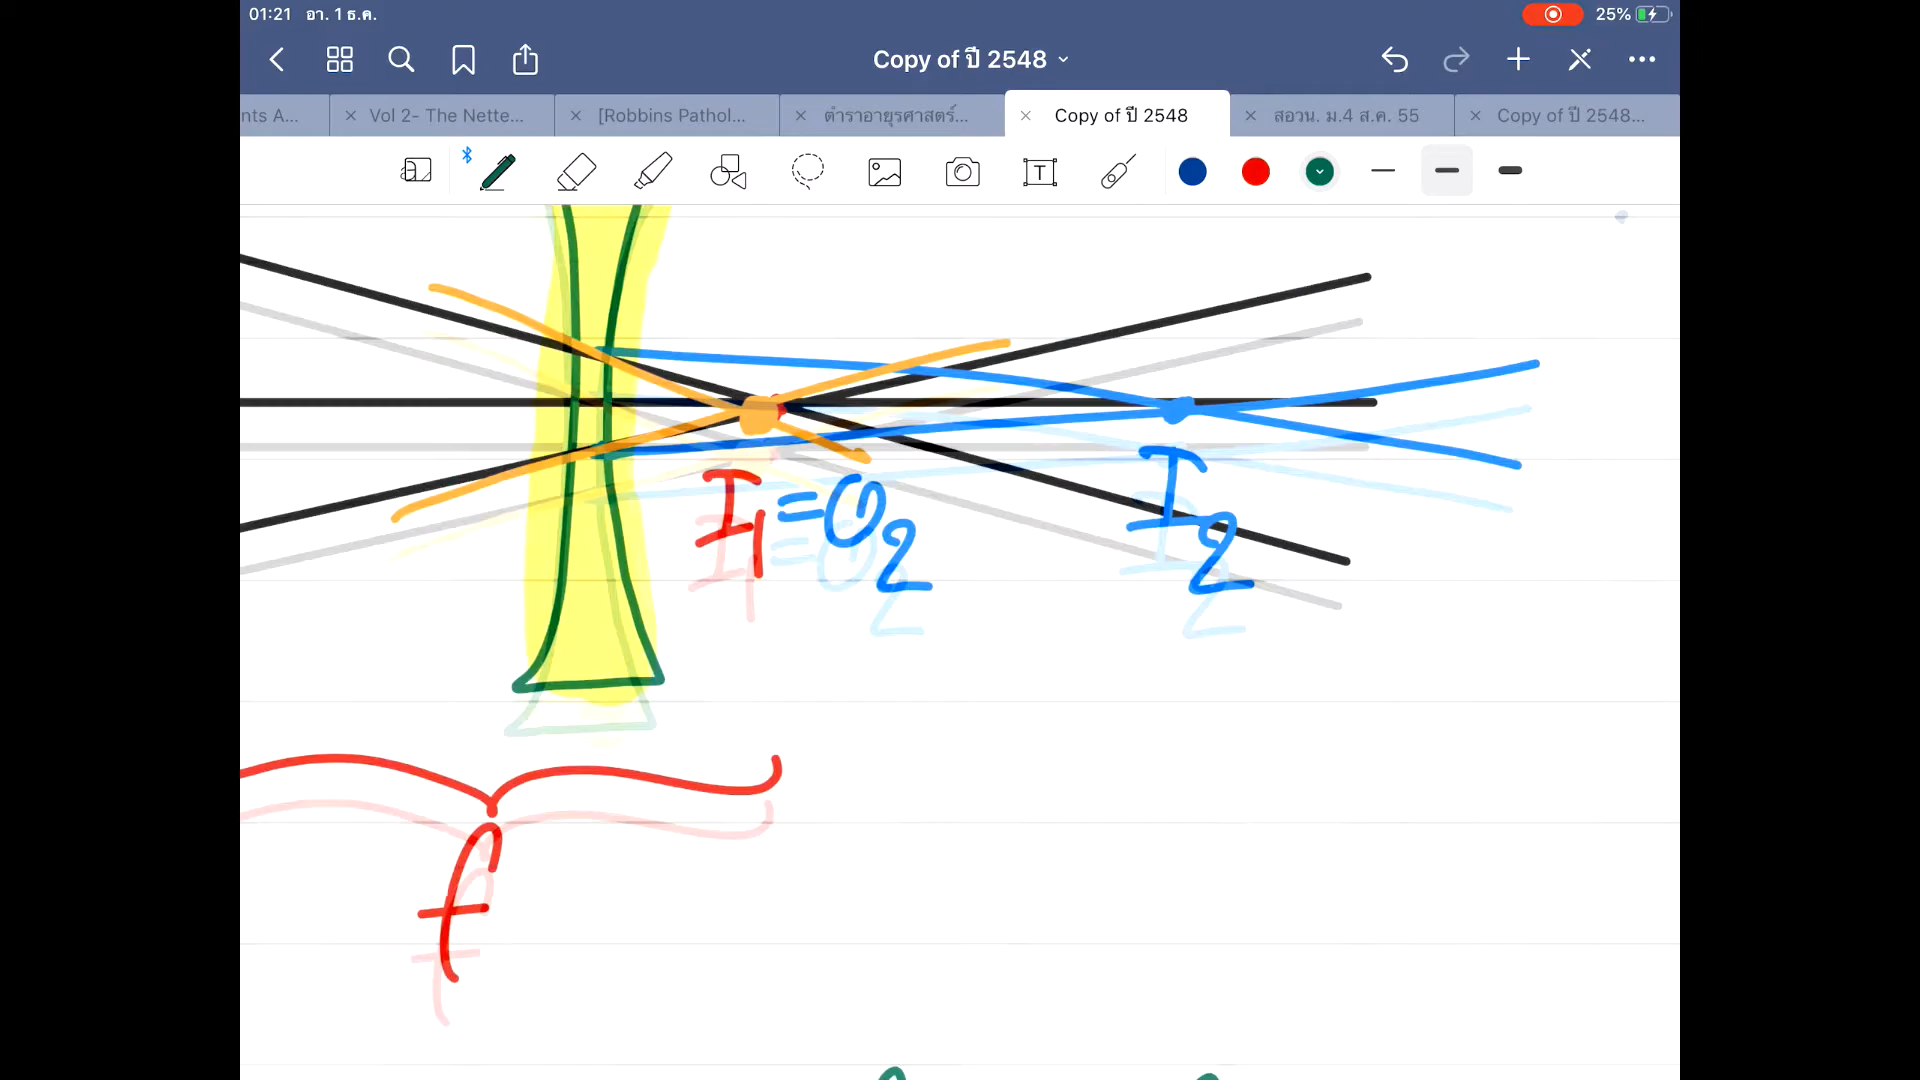 01:21 อา. 1 ธ.ค. 25%
Copy of ปี 2548
nts A... Vol 2- The Nette... [Robbins Pathol... ตำราอายุรศาสตร์... Copy of ปี 2548 สอวน. ม.4 ส.ค. 55 Copy of ปี 2548...
T
I1=O2 I2
f